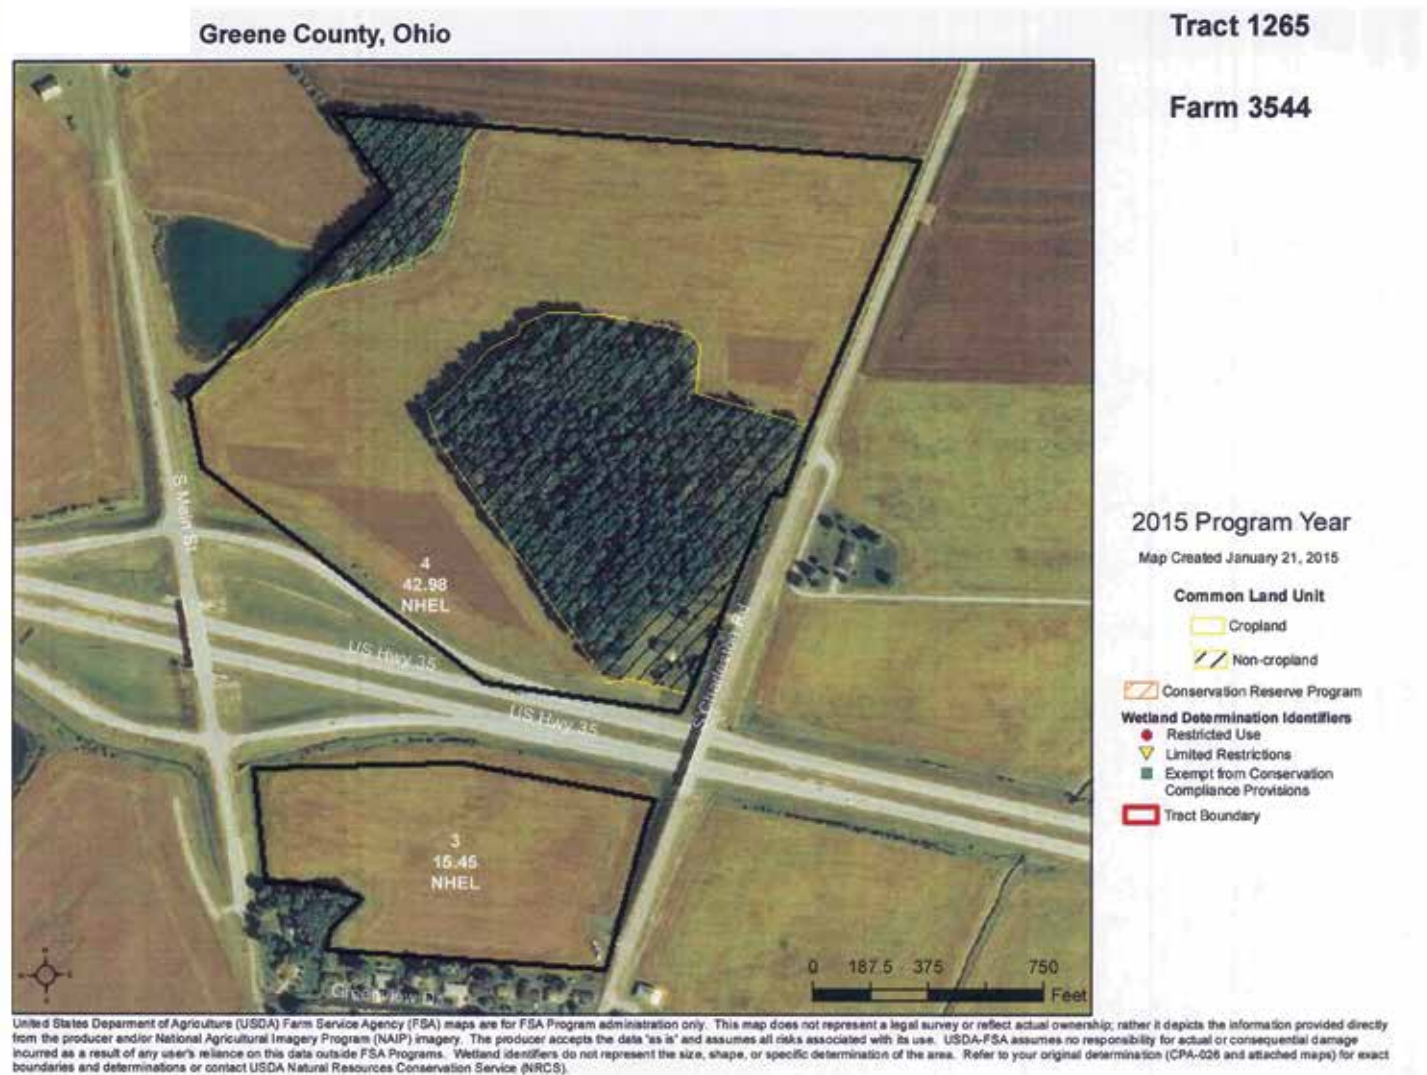 Greene County, Ohio
Tract 1265
Farm 3544
S Main St
4
42.98
NHEL
US Hwy 35
US Hwy 35
3
15.45
NHEL
Greenview Dr
0 187.5 375 750
Feet
2015 Program Year
Map Created January 21, 2015
Common Land Unit
Cropland
Non-cropland
Conservation Reserve Program
Wetland Determination Identifiers
Restricted Use
Limited Restrictions
Exempt from Conservation
Compliance Provisions
Tract Boundary
United States Deparment of Agriculture (USDA) Farm Service Agency (FSA) maps are for FSA Program administration only. This map does not represent a legal survey or reflect actual ownership; rather it depicts the information provided directly
from the producer and/or National Agricultural Imagery Program (NAIP) imagery. The producer accepts the data "as is" and assumes all risks associated with its use. USDA-FSA assumes no responsibility for actual or consequential damage
incurred as a result of any user's reliance on this data outside FSA Programs. Wetland identifiers do not represent the size, shape, or specific determination of the area. Refer to your original determination (CPA-026 and attached maps) for exact
boundaries and determinations or contact USDA Natural Resources Conservation Service (NRCS).